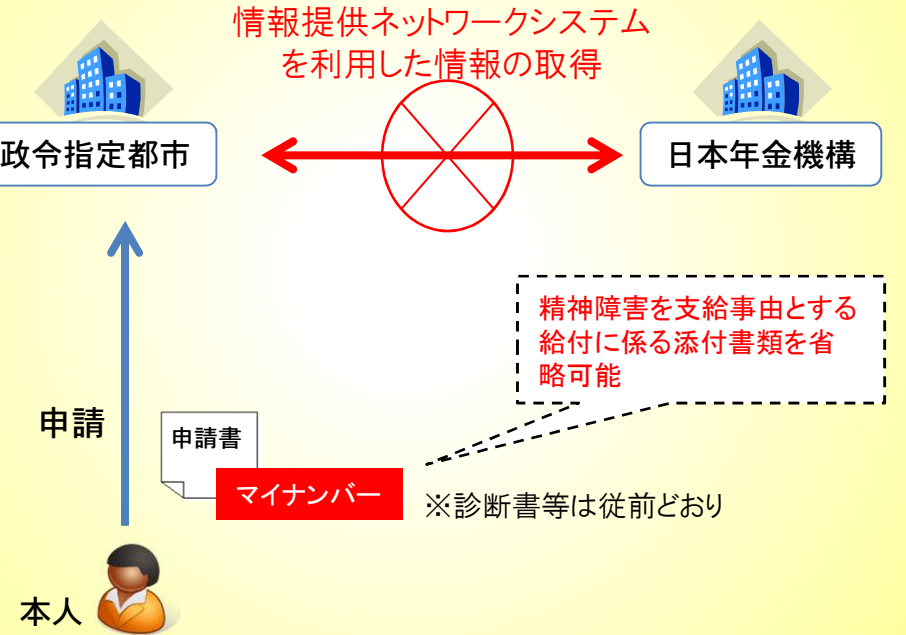 情報提供ネットワークシステム
を利用した情報の取得
政令指定都市
日本年金機構
精神障害を支給事由とする
給付に係る添付書類を省
略可能
申請
申請書
マイナンバー
※診断書等は従前どおり
本人